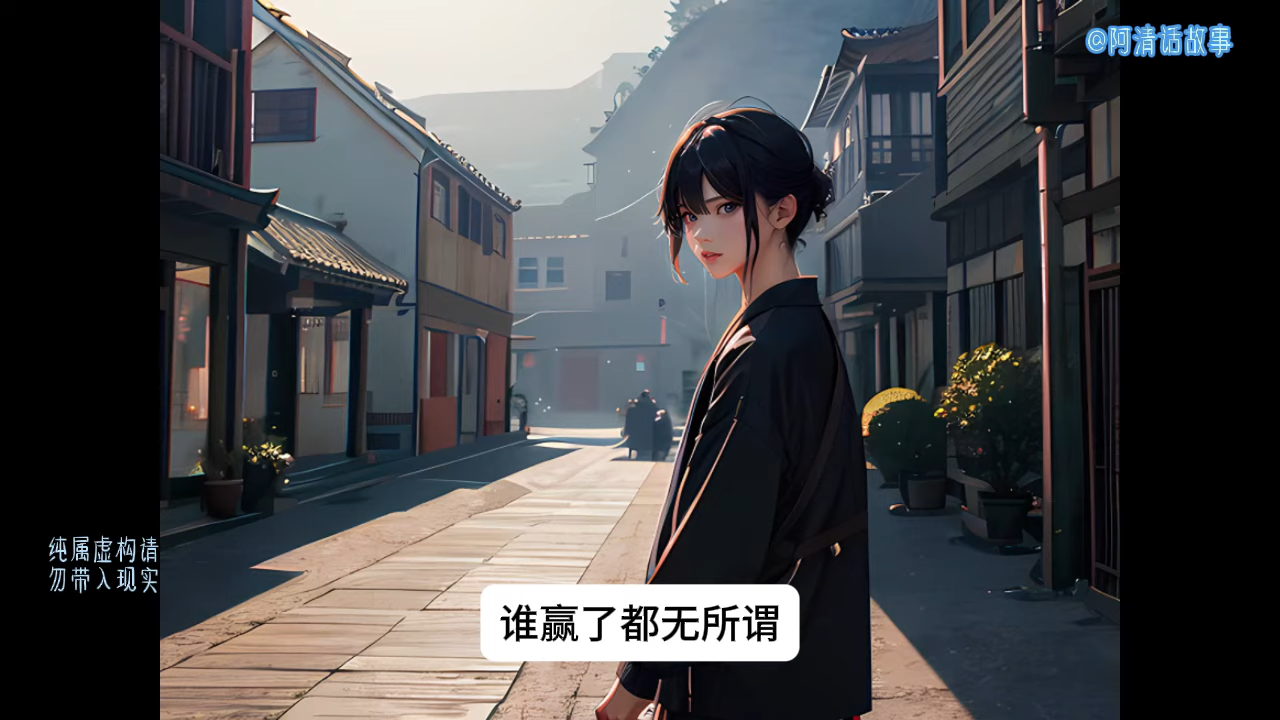 @阿清话故事
纯属虚构请
勿带入现实
谁赢了都无所谓